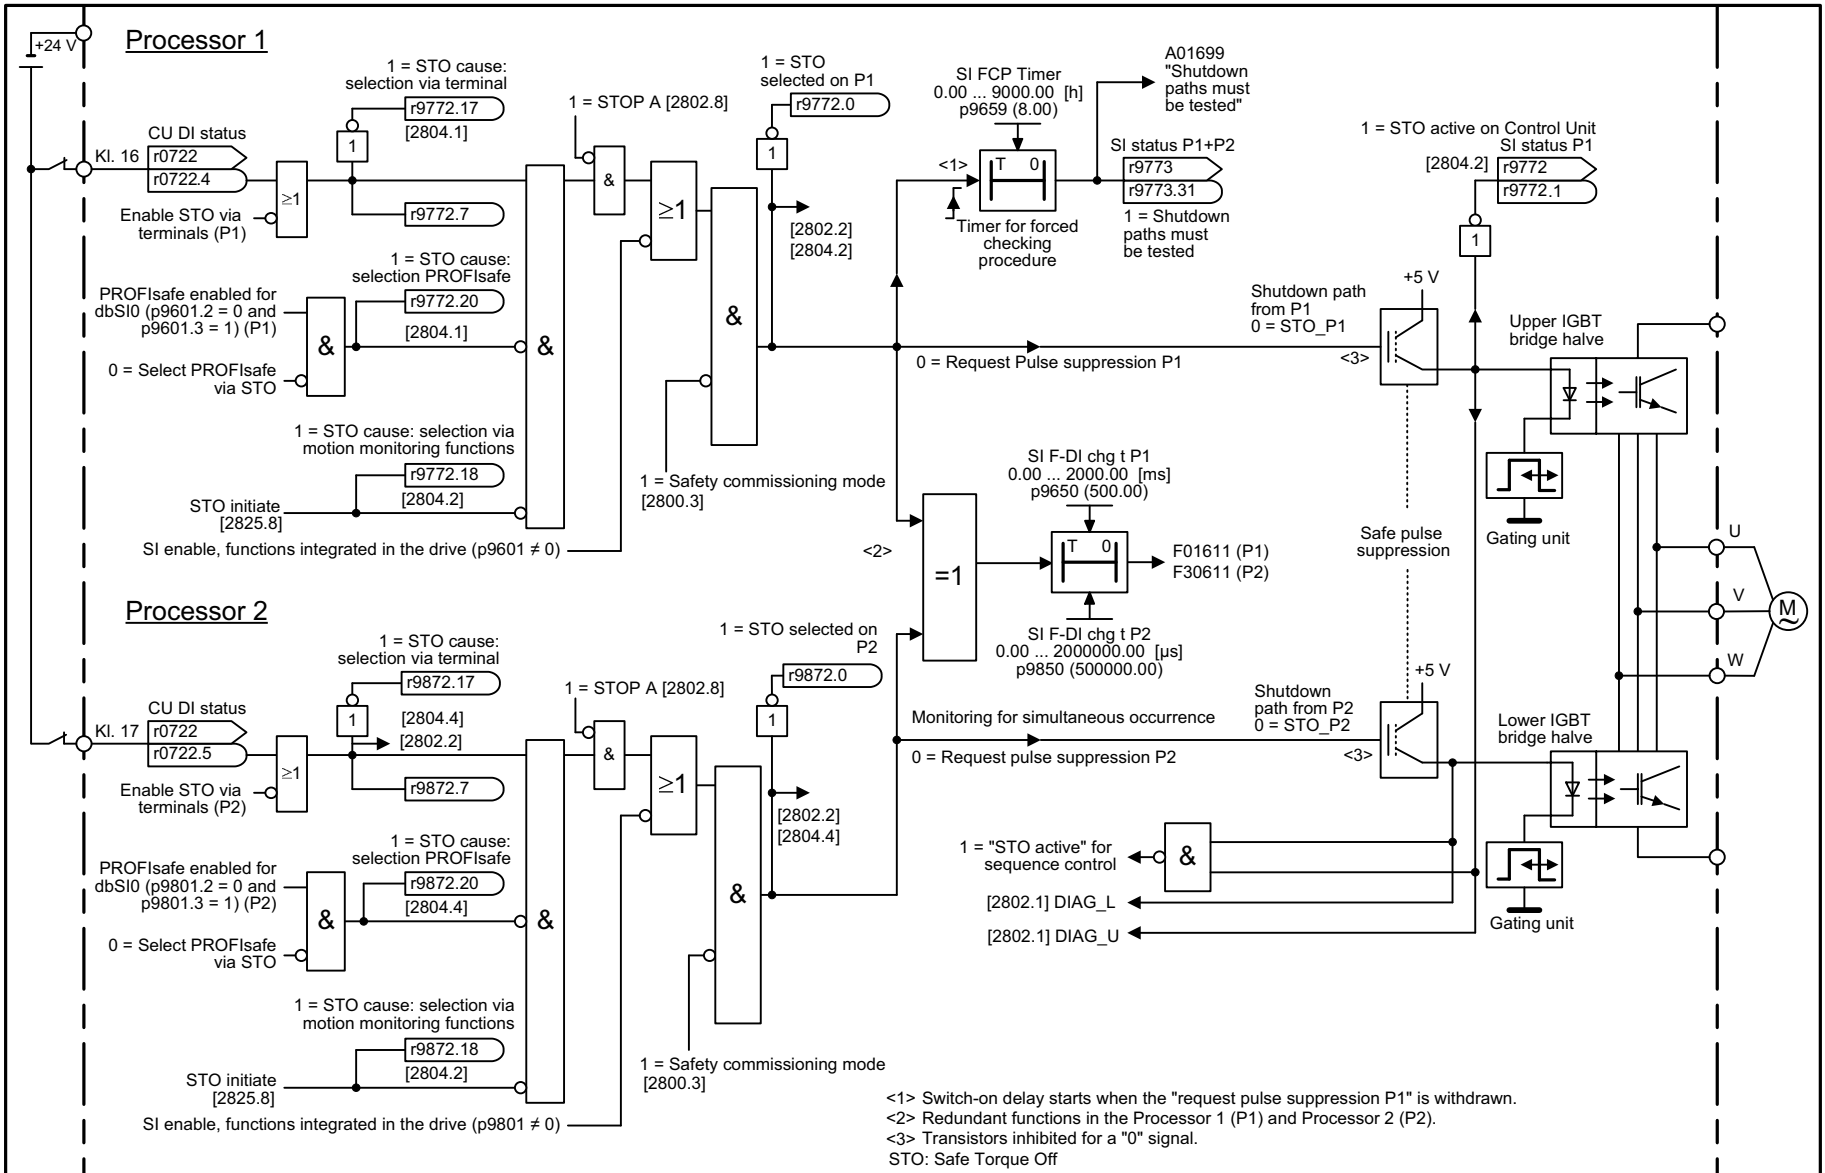 +24 V
Processor 1
1 = STO cause:
selection via terminal
r9772.17
[2804.1]
1
CU DI status
Kl. 16
r0722
r0722.4
≥1
Enable STO via
terminals (P1)
r9772.7
1 = STO cause:
selection PROFIsafe
r9772.20
[2804.1]
PROFIsafe enabled for
dbSI0 (p9601.2 = 0 and
p9601.3 = 1) (P1)
&
0 = Select PROFIsafe
via STO
1 = STO cause: selection via
motion monitoring functions
r9772.18
[2804.2]
STO initiate
[2825.8]
SI enable, functions integrated in the drive (p9601 ≠ 0)
&
1 = STOP A [2802.8]
&
≥1
1 = STO
selected on P1
r9772.0
1
[2802.2]
[2804.2]
&
1 = Safety commissioning mode
[2800.3]
SI FCP Timer
0.00 ... 9000.00 [h]
p9659 (8.00)
<1>
T 0
Timer for forced
checking
procedure
A01699
"Shutdown
paths must
be tested"
SI status P1+P2
r9773
r9773.31
1 = Shutdown
paths must
be tested
1 = STO active on Control Unit
SI status P1
[2804.2]
r9772
r9772.1
1
+5 V
Shutdown path
from P1
0 = STO_P1
<3>
0 = Request Pulse suppression P1
Upper IGBT
bridge halve
Gating unit
SI F-DI chg t P1
0.00 ... 2000.00 [ms]
p9650 (500.00)
<2>
=1
T 0
F01611 (P1)
F30611 (P2)
SI F-DI chg t P2
0.00 ... 2000000.00 [µs]
p9850 (500000.00)
Safe pulse
suppression
U
V
W
M
~
Processor 2
1 = STO cause:
selection via terminal
r9872.17
1
[2804.4]
[2802.2]
CU DI status
Kl. 17
r0722
r0722.5
≥1
Enable STO via
terminals (P2)
r9872.7
1 = STO cause:
selection PROFIsafe
r9872.20
[2804.4]
PROFIsafe enabled for
dbSI0 (p9801.2 = 0 and
p9801.3 = 1) (P2)
&
0 = Select PROFIsafe
via STO
1 = STO cause: selection via
motion monitoring functions
r9872.18
[2804.2]
STO initiate
[2825.8]
SI enable, functions integrated in the drive (p9801 ≠ 0)
&
1 = STOP A [2802.8]
&
≥1
1 = STO selected on
P2
r9872.0
1
[2802.2]
[2804.4]
&
1 = Safety commissioning mode
[2800.3]
Monitoring for simultaneous occurrence
0 = Request pulse suppression P2
+5 V
Shutdown
path from P2
0 = STO_P2
<3>
Lower IGBT
bridge halve
Gating unit
1 = "STO active" for
sequence control
&
[2802.1] DIAG_L
[2802.1] DIAG_U
<1> Switch-on delay starts when the "request pulse suppression P1" is withdrawn.
<2> Redundant functions in the Processor 1 (P1) and Processor 2 (P2).
<3> Transistors inhibited for a "0" signal.
STO: Safe Torque Off